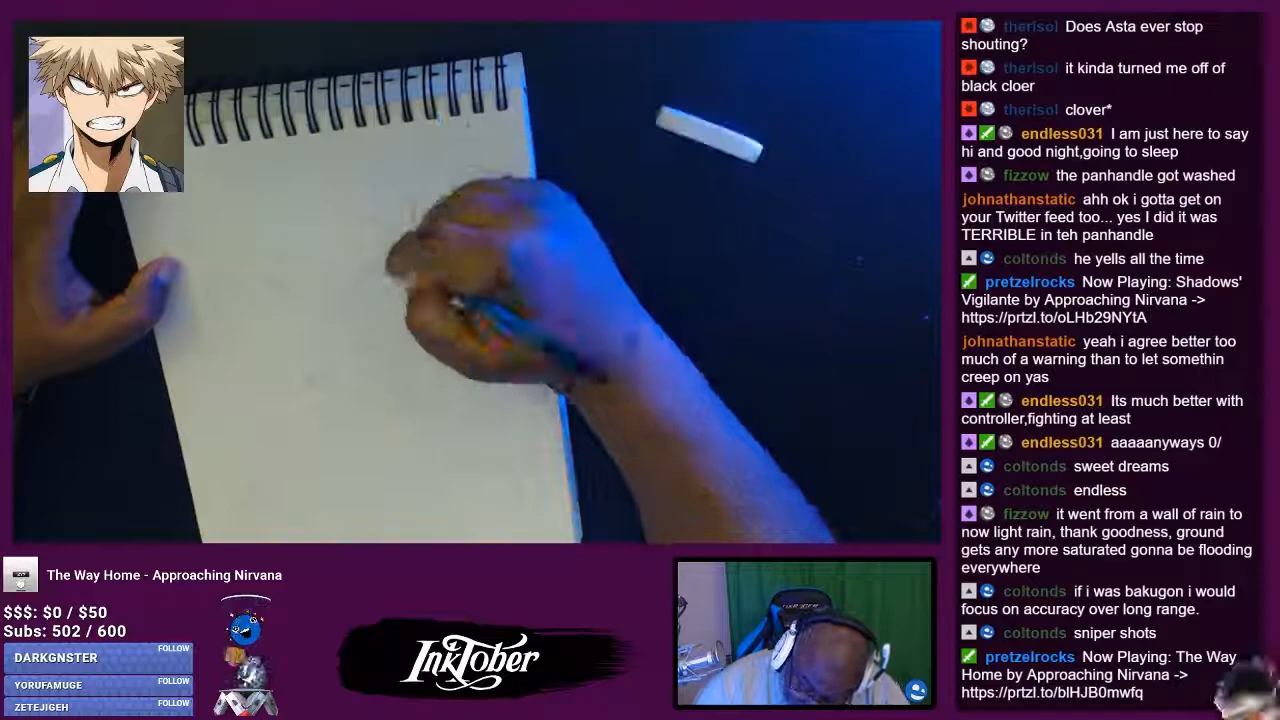 therisol Does Asta ever stop
shouting?
therisol it kinda turned me off of
black cloer
therisol clover*
endless031 I am just here to say
hi and good night,going to sleep
fizzow the panhandle got washed
johnathanstatic ahh ok i gotta get on
your Twitter feed too... yes I did it was
TERRIBLE in teh panhandle
coltonds he yells all the time
pretzelrocks Now Playing: Shadows'
Vigilante by Approaching Nirvana ->
https://prtzl.to/oLHb29NYtA
johnathanstatic yeah i agree better too
much of a warning than to let somethin
creep on yas
endless031 Its much better with
controller,fighting at least
endless031 aaaanyways 0/
coltonds sweet dreams
coltonds endless
fizzow it went from a wall of rain to
now light rain, thank goodness, ground
gets any more saturated gonna be flooding
everywhere
coltonds if i was bakugon i would
focus on accuracy over long range.
coltonds sniper shots
pretzelrocks Now Playing: The Way
Home by Approaching Nirvana ->
https://prtzl.to/blHJB0mwfq
The Way Home - Approaching Nirvana
$$$: $0 / $50
Subs: 502 / 600
FOLLOW
DARKGNSTER
FOLLOW
YORUFAMUGE
FOLLOW
ZETEJIGEH
InkTober